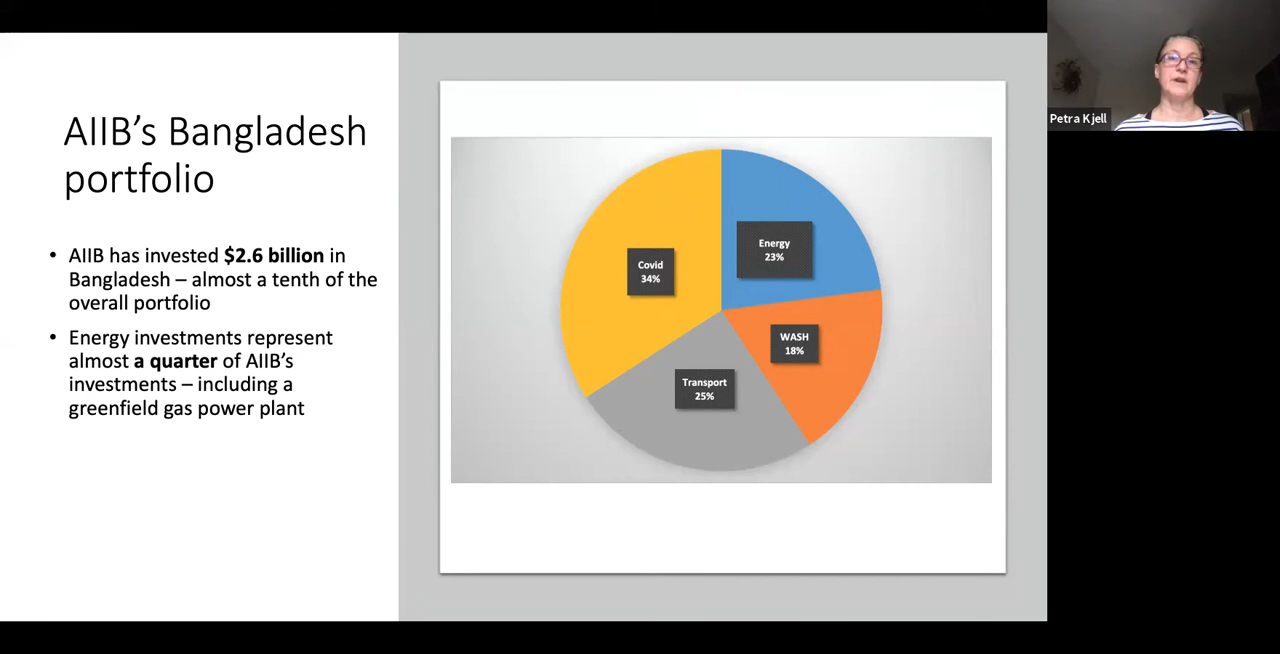 AIIB’s Bangladesh
portfolio
• AIIB has invested $2.6 billion in
Bangladesh – almost a tenth of the
overall portfolio
• Energy investments represent
almost a quarter of AIIB’s
investments – including a
greenfield gas power plant
Covid
34%
Energy
23%
WASH
18%
Transport
25%
Petra Kjell